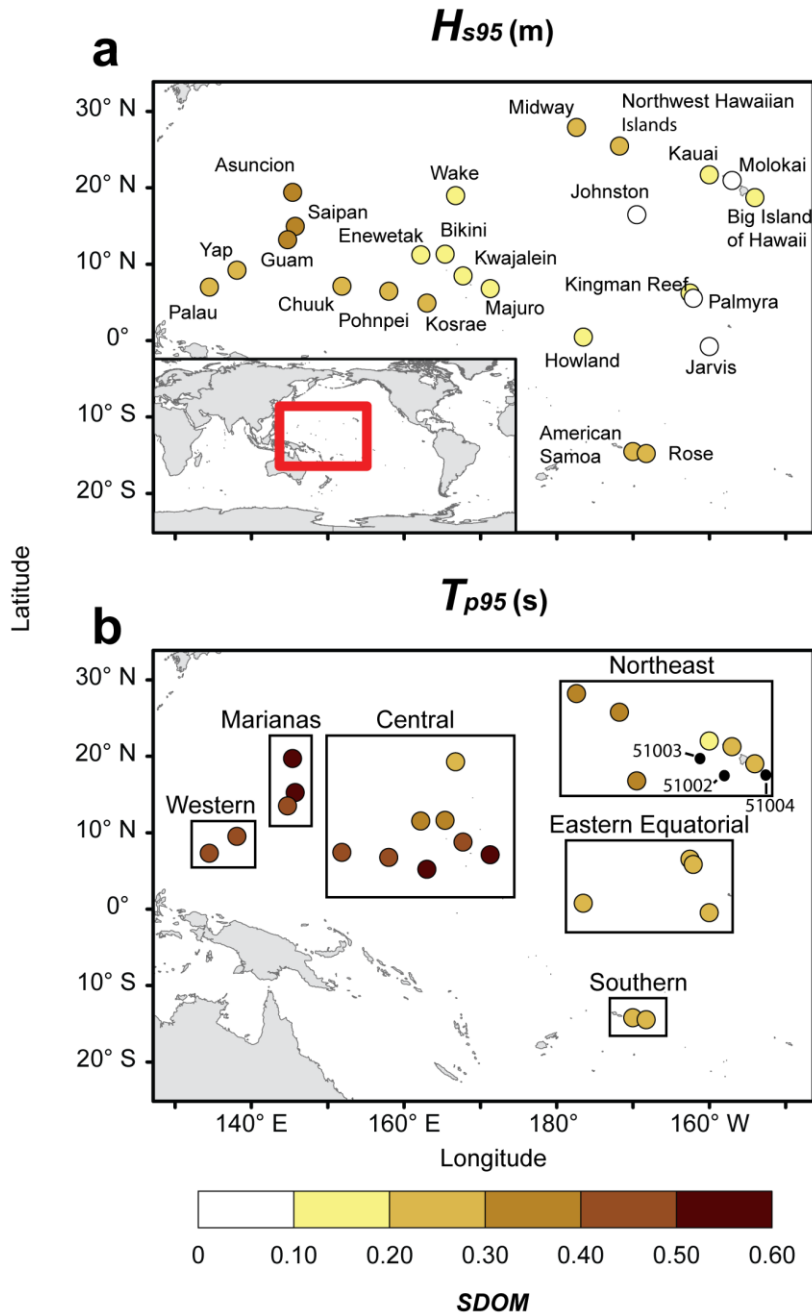 Hs95 (m)
a
30° N
20° N
10° N
0°
10° S
20° S
Midway
Northwest Hawaiian
Islands
Kauai
Molokai
Asuncion
Wake
Johnston
Big Island
of Hawaii
Saipan
Enewetak
Bikini
Yap
Guam
Kwajalein
Kingman Reef
Palau
Chuuk
Majuro
Palmyra
Pohnpei
Kosrae
Howland
Jarvis
American
Samoa
Rose
Latitude
Tp95 (s)
b
30° N
20° N
10° N
0°
10° S
20° S
Northeast
Marianas
Central
51003
51002
51004
Western
Eastern Equatorial
Southern
140° E
160° E
180°
160° W
Longitude
0
0.10
0.20
0.30
0.40
0.50
0.60
SDOM